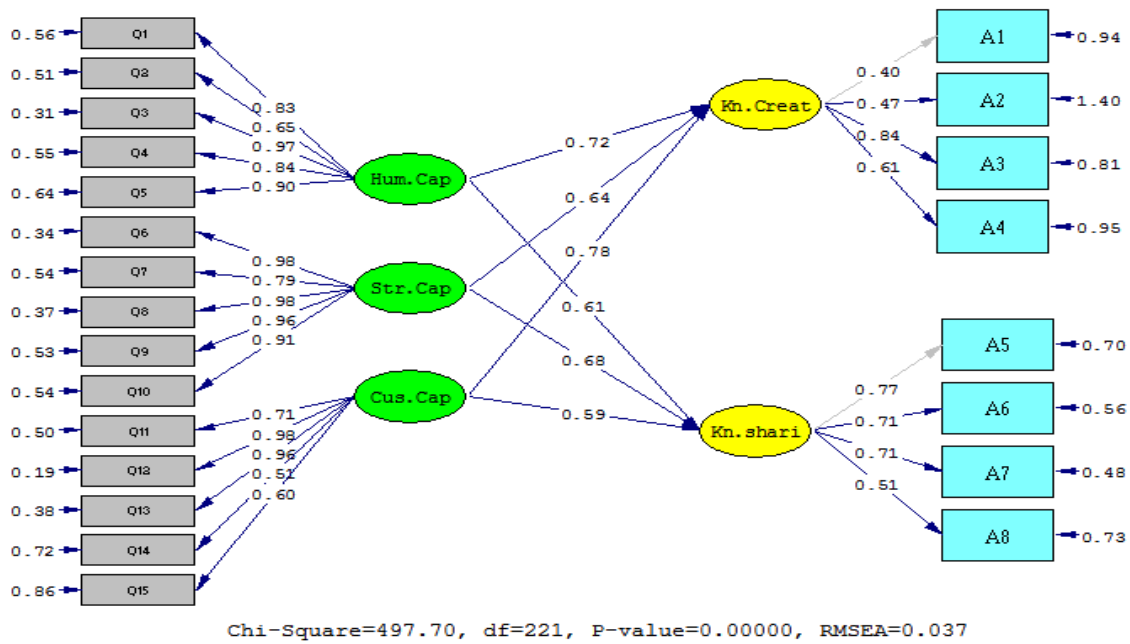 0.56 Q1
0.51 Q2
0.31 Q3
0.55 Q4
0.64 Q5
0.34 Q6
0.54 Q7
0.37 Q8
0.53 Q9
0.54 Q10
0.50 Q11
0.19 Q12
0.38 Q13
0.72 Q14
0.86 Q15
0.83
0.65
0.97
0.84
0.90
0.98
0.79
0.98
0.96
0.91
0.71
0.98
0.96
0.51
0.60
Hum.Cap
Str.Cap
Cus.Cap
0.72
0.64
0.78
0.61
0.68
0.59
Kn.Creat
Kn.shari
0.40
0.47
0.84
0.61
0.77
0.71
0.71
0.51
A1 0.94
A2 1.40
A3 0.81
A4 0.95
A5 0.70
A6 0.56
A7 0.48
A8 0.73
Chi-Square=497.70, df=221, P-value=0.00000, RMSEA=0.037